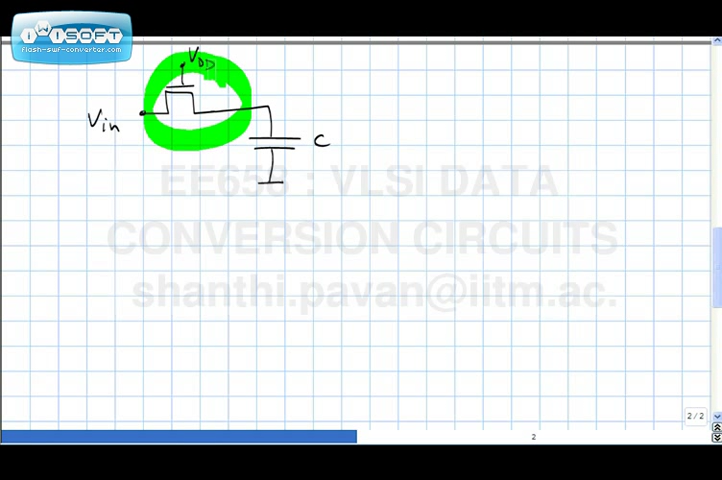 iWiSOFT
flash-swf-converter.com
VDD
Vin
C
EE658 : VLSI DATA
CONVERSION CIRCUITS
shanthi.pavan@iitm.ac.
2 / 2
2